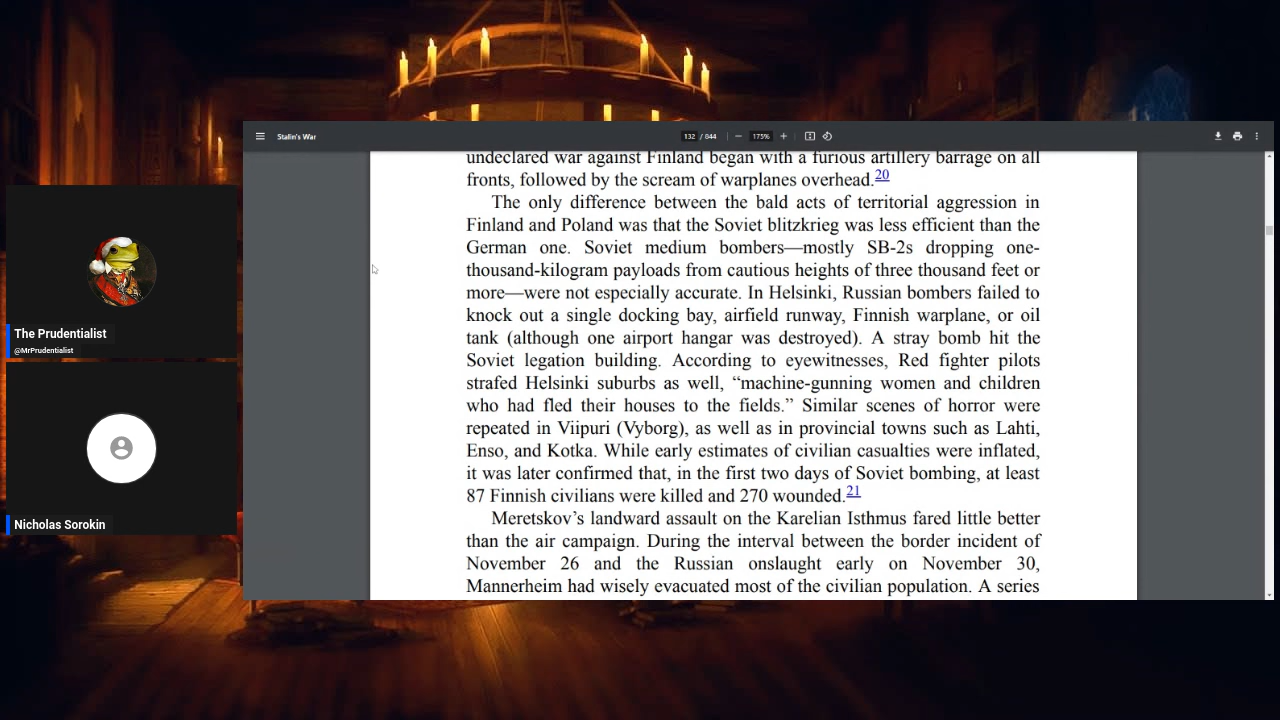 Stalin's War
132 / 844
175%
undeclared war against Finland began with a furious artillery barrage on all
fronts, followed by the scream of warplanes overhead.20
The only difference between the bald acts of territorial aggression in
Finland and Poland was that the Soviet blitzkrieg was less efficient than the
German one. Soviet medium bombers—mostly SB-2s dropping one-
thousand-kilogram payloads from cautious heights of three thousand feet or
more—were not especially accurate. In Helsinki, Russian bombers failed to
knock out a single docking bay, airfield runway, Finnish warplane, or oil
tank (although one airport hangar was destroyed). A stray bomb hit the
Soviet legation building. According to eyewitnesses, Red fighter pilots
strafed Helsinki suburbs as well, “machine-gunning women and children
who had fled their houses to the fields.” Similar scenes of horror were
repeated in Viipuri (Vyborg), as well as in provincial towns such as Lahti,
Enso, and Kotka. While early estimates of civilian casualties were inflated,
it was later confirmed that, in the first two days of Soviet bombing, at least
87 Finnish civilians were killed and 270 wounded.21
Meretskov’s landward assault on the Karelian Isthmus fared little better
than the air campaign. During the interval between the border incident of
November 26 and the Russian onslaught early on November 30,
Mannerheim had wisely evacuated most of the civilian population. A series
The Prudentialist
@MrPrudentialist
Nicholas Sorokin